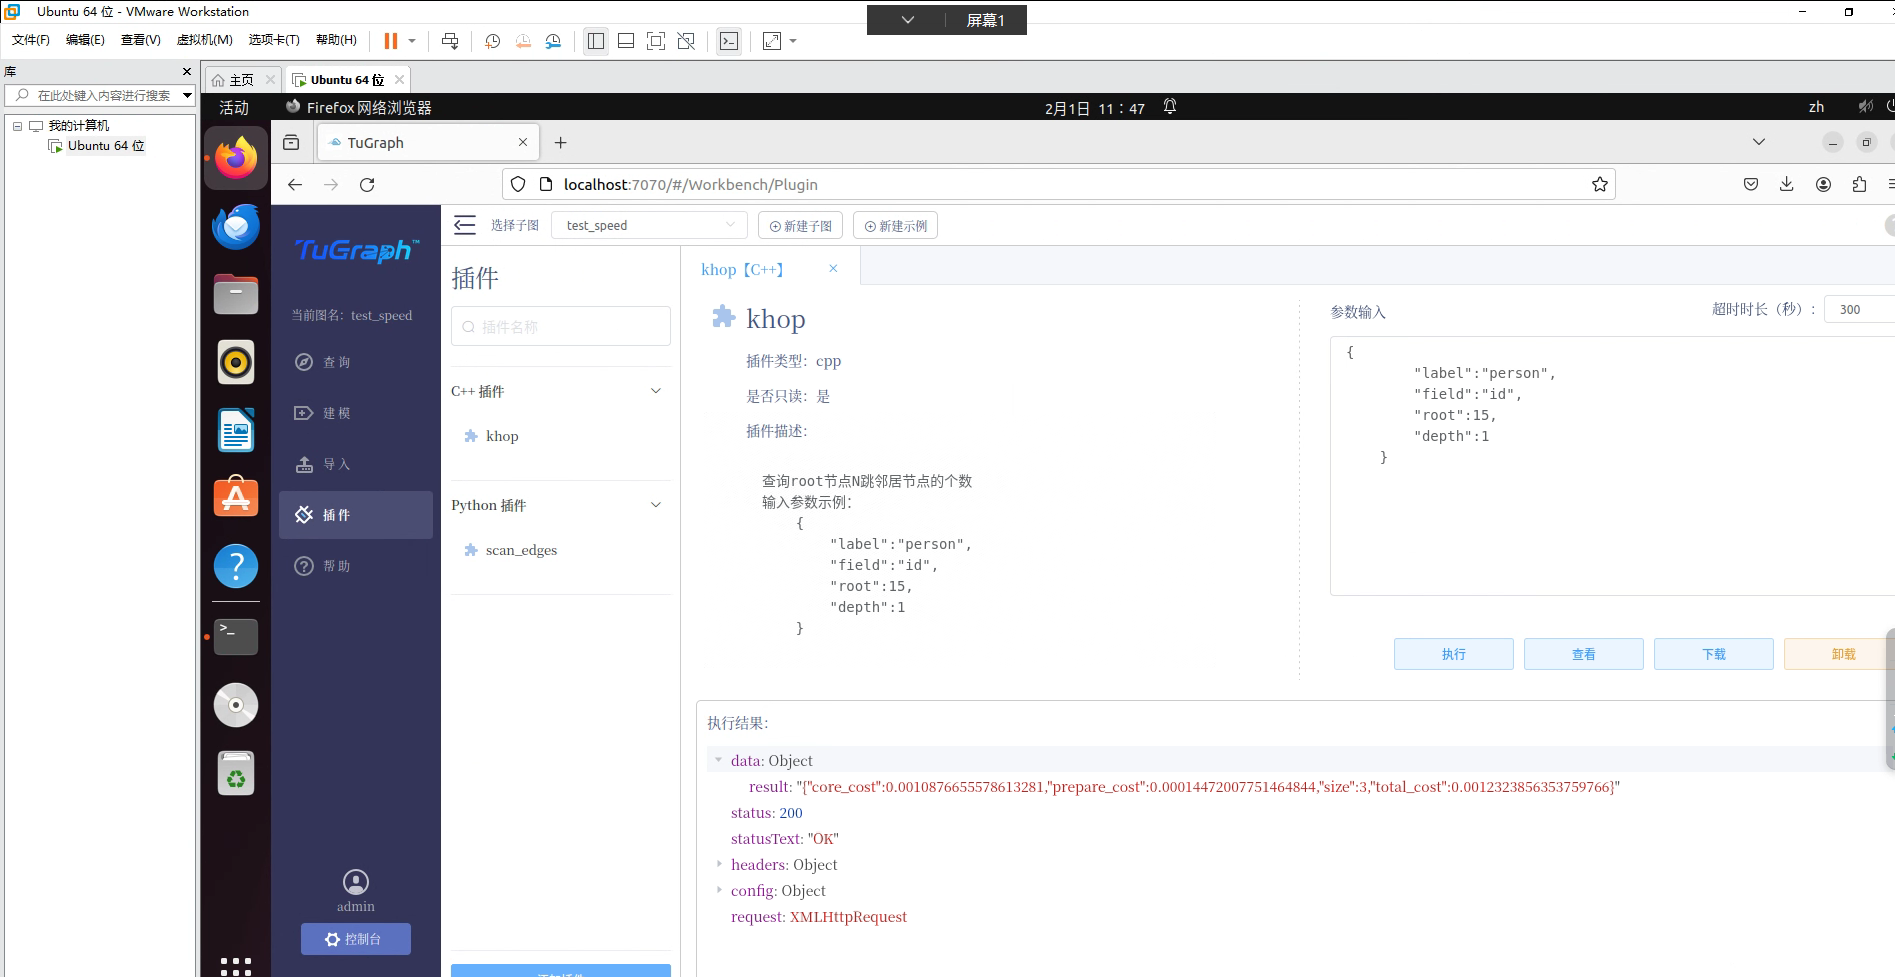 Ubuntu 64 位 - VMware Workstation
屏幕1
文件(F) 编辑(E) 查看(V) 虚拟机(M) 选项卡(T) 帮助(H)
库
主页
Ubuntu 64 位
在此处键入内容进行搜索
我的计算机
Ubuntu 64 位
活动 Firefox 网络浏览器 2月1日 11：47 zh
TuGraph
localhost:7070/#/Workbench/Plugin
TuGraph™
当前图名：test_speed
查询
建模
导入
插件
帮助
admin
控制台
选择子图 test_speed 新建子图 新建示例
插件
插件名称
C++ 插件
khop
Python 插件
scan_edges
添加插件
khop【C++】
khop
插件类型：cpp
是否只读：是
插件描述：
查询root节点N跳邻居节点的个数
输入参数示例：
{
"label":"person",
"field":"id",
"root":15,
"depth":1
}
参数输入 超时时长（秒）： 300
{
"label":"person",
"field":"id",
"root":15,
"depth":1
}
执行 查看 下载 卸载
执行结果：
data: Object
result: "{"core_cost":0.0010876655578613281,"prepare_cost":0.00014472007751464844,"size":3,"total_cost":0.0012323856353759766}"
status: 200
statusText: "OK"
headers: Object
config: Object
request: XMLHttpRequest